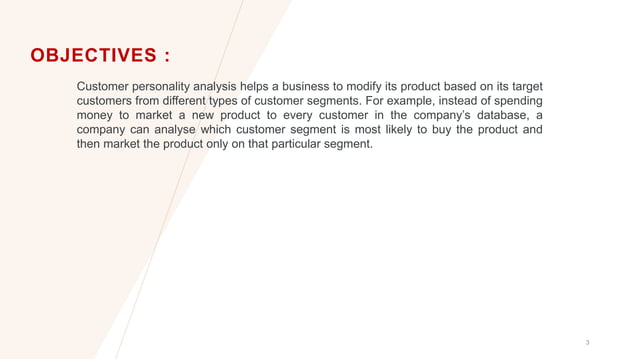 OBJECTIVES :
Customer personality analysis helps a business to modify its product based on its target
customers from different types of customer segments. For example, instead of spending
money to market a new product to every customer in the company’s database, a
company can analyse which customer segment is most likely to buy the product and
then market the product only on that particular segment.
3